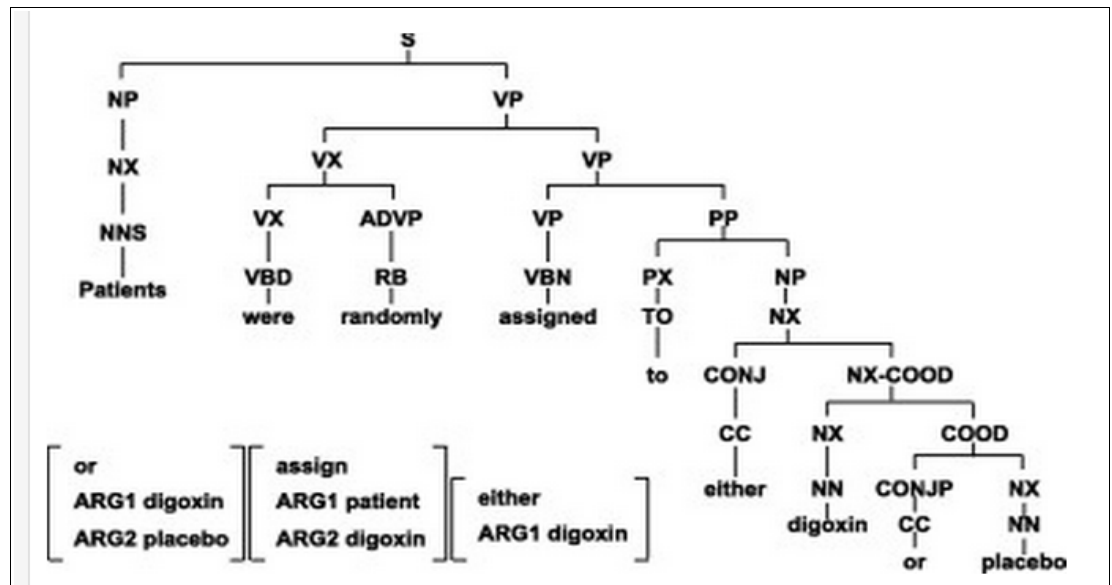 S
NP VP
NX VX VP
NNS VX ADVP VP PP
Patients VBD RB VBN PX NP
were randomly assigned TO NX
to CONJ NX-COOD
CC NX COOD
either NN CONJP NX
digoxin CC NN
or placebo
or
ARG1 digoxin
ARG2 placebo
assign
ARG1 patient
ARG2 digoxin
either
ARG1 digoxin